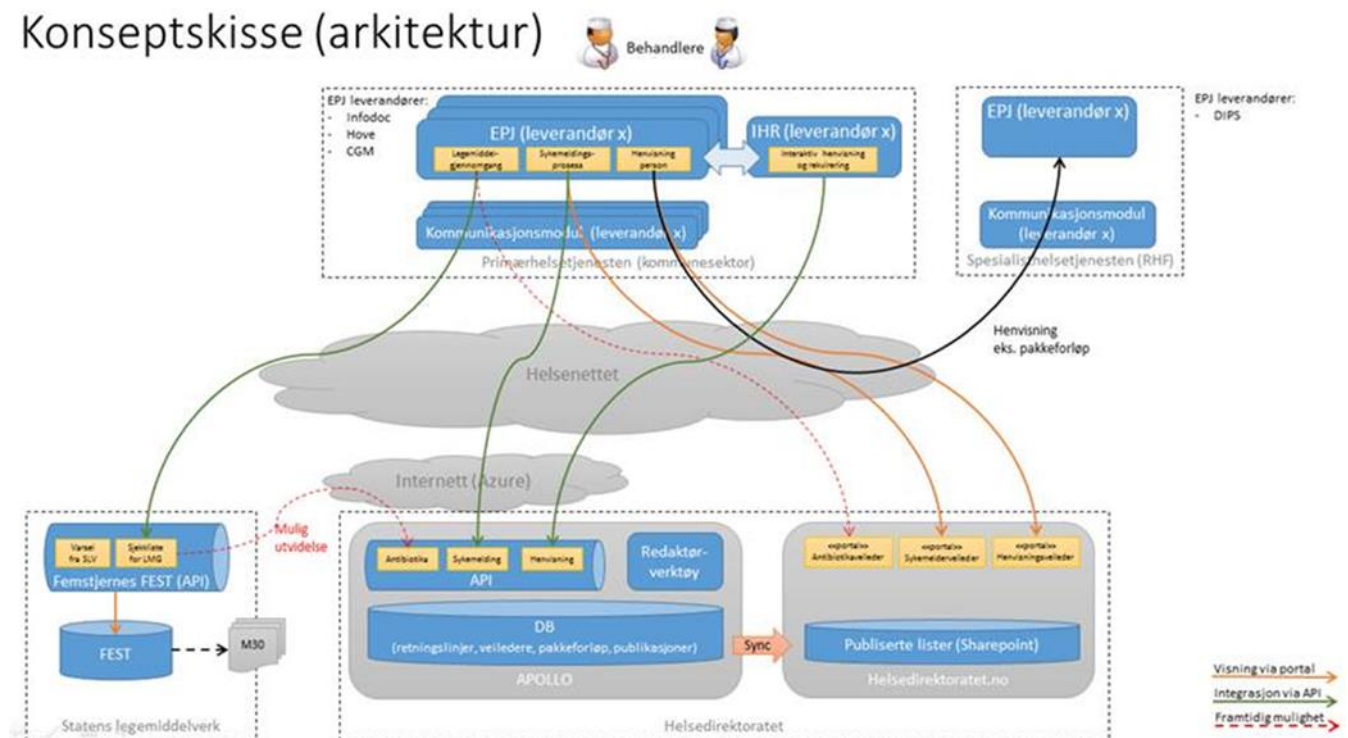 Konseptskisse (arkitektur)
Behandlere
EPJ leverandører:
- Infodoc
- Hove
- CGM
EPJ (leverandør x)
Legemiddel-
gjennomgang
Sykemeldings-
prosess
Henvisning
person
IHR (leverandør x)
Interaktiv henvisning
og rekvirering
Kommunikasjonsmodul (leverandør x)
Primærhelsetjenesten (kommunesektor)
EPJ (leverandør x)
Kommunikasjonsmodul
(leverandør x)
Spesialisthelsetjenesten (RHF)
EPJ leverandører:
- DIPS
Henvisning
eks. pakkeforløp
Helsenettet
Internett (Azure)
Mulig
utvidelse
Varsel
fra SLV
Sjekkliste
for LMG
Femstjernes FEST (API)
FEST
M30
Statens legemiddelverk
Antibiotika
Sykemelding
Henvisning
API
Redaktør-
verktøy
DB
(retningslinjer, veiledere, pakkeforløp, publikasjoner)
APOLLO
Sync
«portal»
Antibiotikaveileder
«portal»
Sykemelderveileder
«portal»
Henvisningsveileder
Publiserte lister (Sharepoint)
Helsedirektoratet.no
Helsedirektoratet
Visning via portal
Integrasjon via API
Framtidig mulighet